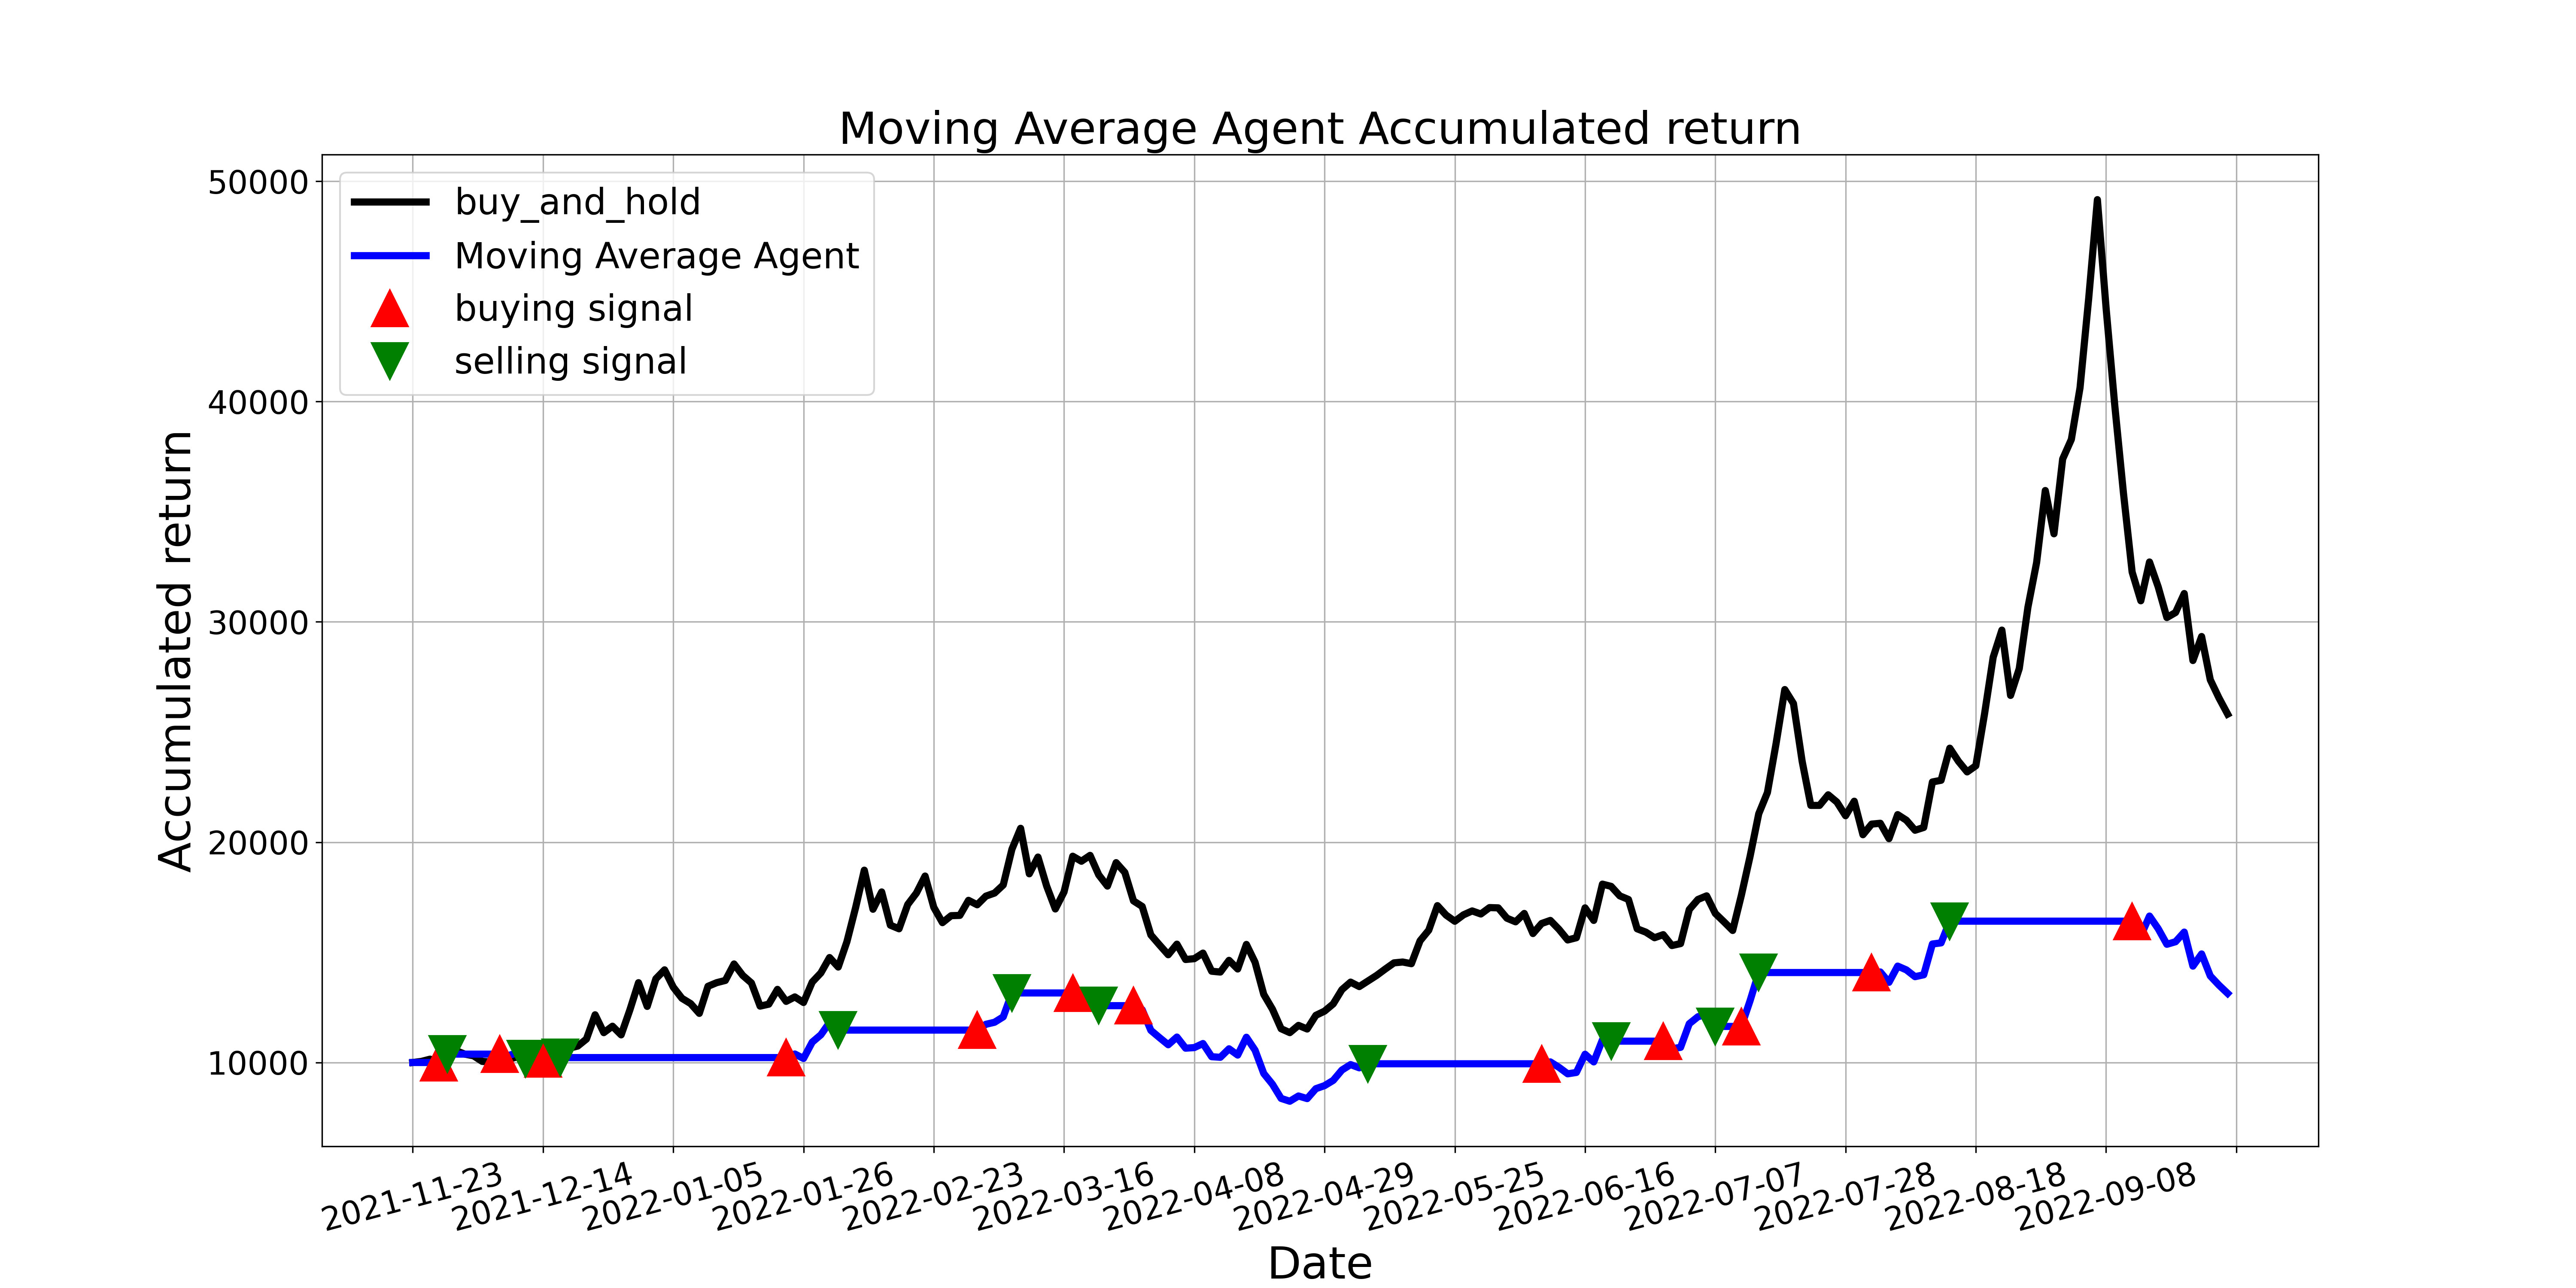 Moving Average Agent Accumulated return
50000
40000
30000
20000
10000
Accumulated return
buy_and_hold
Moving Average Agent
buying signal
selling signal
2021-11-23
2021-12-14
2022-01-05
2022-01-26
2022-02-23
2022-03-16
2022-04-08
2022-04-29
2022-05-25
2022-06-16
2022-07-07
2022-07-28
2022-08-18
2022-09-08
Date